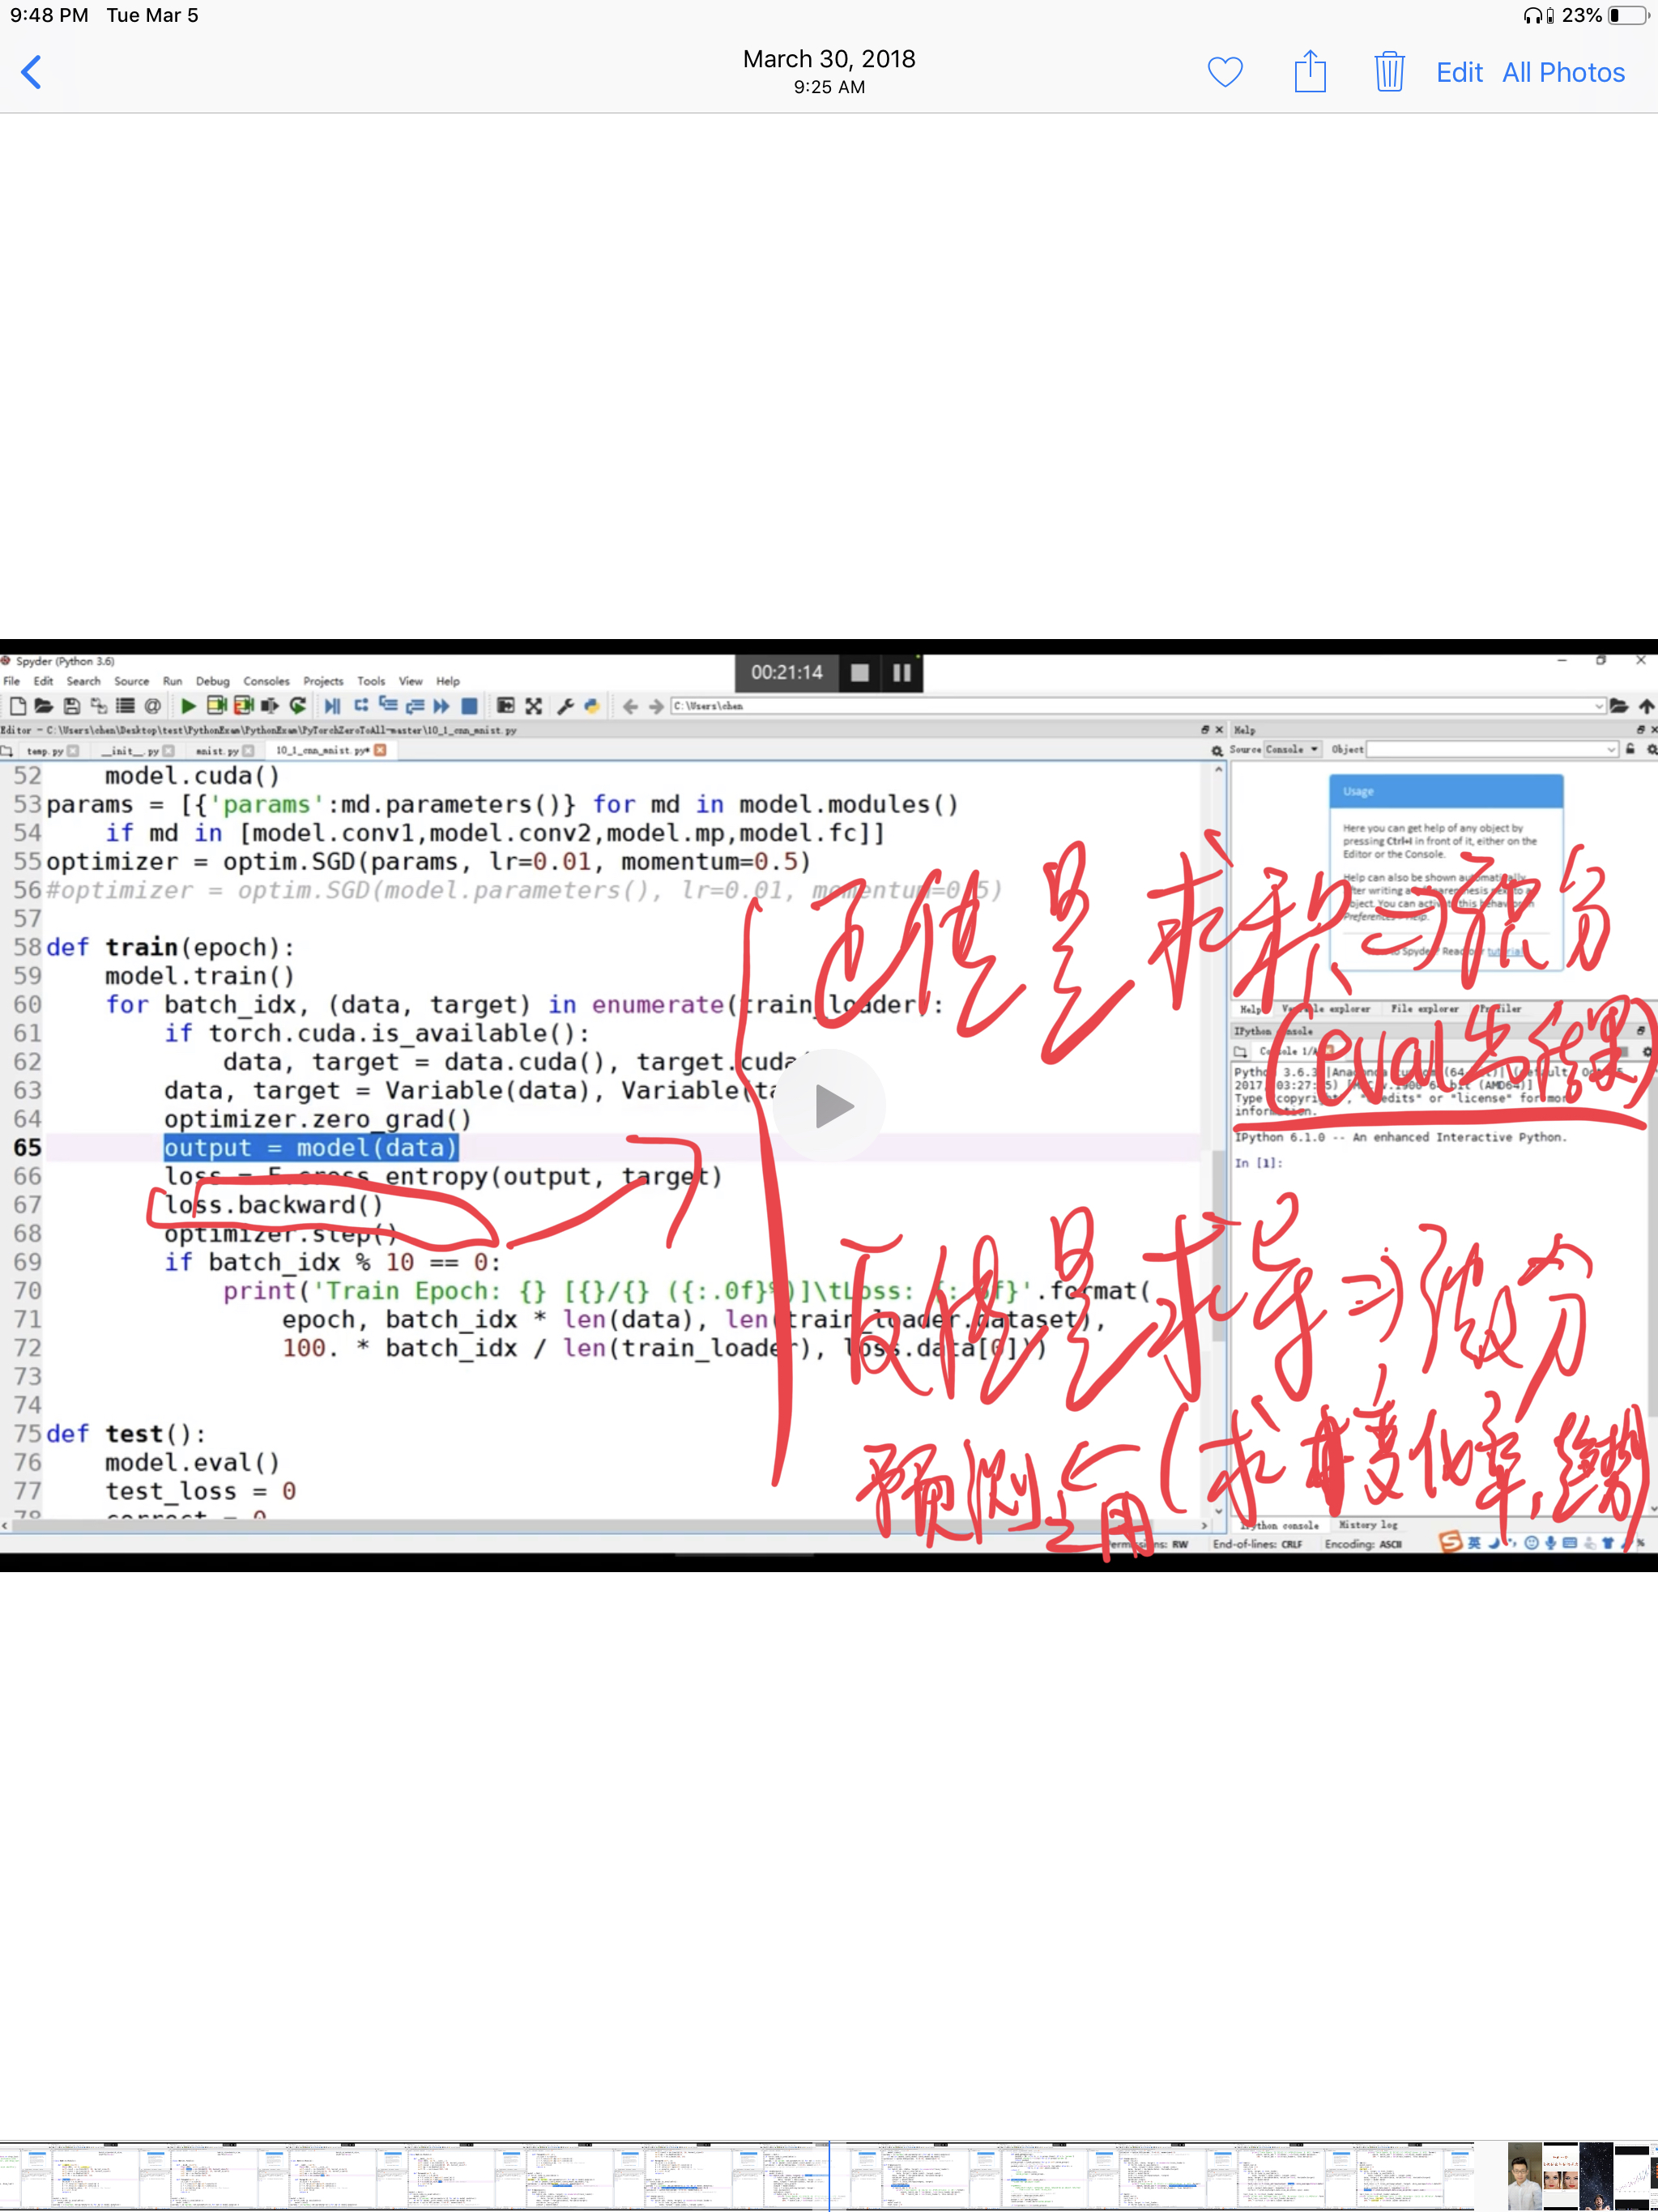 9:48 PM Tue Mar 5
23%
March 30, 2018
9:25 AM
Edit All Photos
Spyder (Python 3.6)
00:21:14
File Edit Search Source Run Debug Consoles Projects Tools View Help
C:\Users\chen
Editor - C:\Users\chen\Desktop\test\PythonExam\PythonExam\PyTorchZeroToAll-master\10_1_cnn_mnist.py
Help
temp.py __init__.py mnist.py 10_1_cnn_mnist.py*
Source Console Object
52 model.cuda()
53 params = [{'params':md.parameters()} for md in model.modules()
54 if md in [model.conv1,model.conv2,model.mp,model.fc]]
55 optimizer = optim.SGD(params, lr=0.01, momentum=0.5)
56 #optimizer = optim.SGD(model.parameters(), lr=0.01, momentum=0.5)
57
58 def train(epoch):
59 model.train()
60 for batch_idx, (data, target) in enumerate(train_loader):
61 if torch.cuda.is_available():
62 data, target = data.cuda(), target.cuda
63 data, target = Variable(data), Variable(ta
64 optimizer.zero_grad()
65 output = model(data)
66 loss = F.cross_entropy(output, target)
67 loss.backward()
68 optimizer.step()
69 if batch_idx % 10 == 0:
70 print('Train Epoch: {} [{}/{} ({:.0f}%)]\tLoss: {:.6f}'.format(
71 epoch, batch_idx * len(data), len(train_loader.dataset),
72 100. * batch_idx / len(train_loader), loss.data[0]))
73
74
75 def test():
76 model.eval()
77 test_loss = 0
78 correct = 0
Usage
Here you can get help of any object by
pressing Ctrl+I in front of it, either on the
Editor or the Console.
Help can also be shown automatically
after writing a left parenthesis next to an
object. You can activate this behavior in
Preferences > Help.
to Spyder? Read our tutorial
Help Variable explorer File explorer Profiler
IPython console
Console 1/A
Python 3.6.3 |Anaconda custom (64-bit)| (default, Oct
2017, 03:27:45) [MSC v.1900 64 bit (AMD64)]
Type "copyright", "credits" or "license" for more
information.
IPython 6.1.0 -- An enhanced Interactive Python.
In [1]:
IPython console History log
Permissions: RW End-of-lines: CRLF Encoding: ASCII
英
正传是求积=>积分
(eval出结果)
反传是求导=>微分
预测应用(求变化率,趋势)